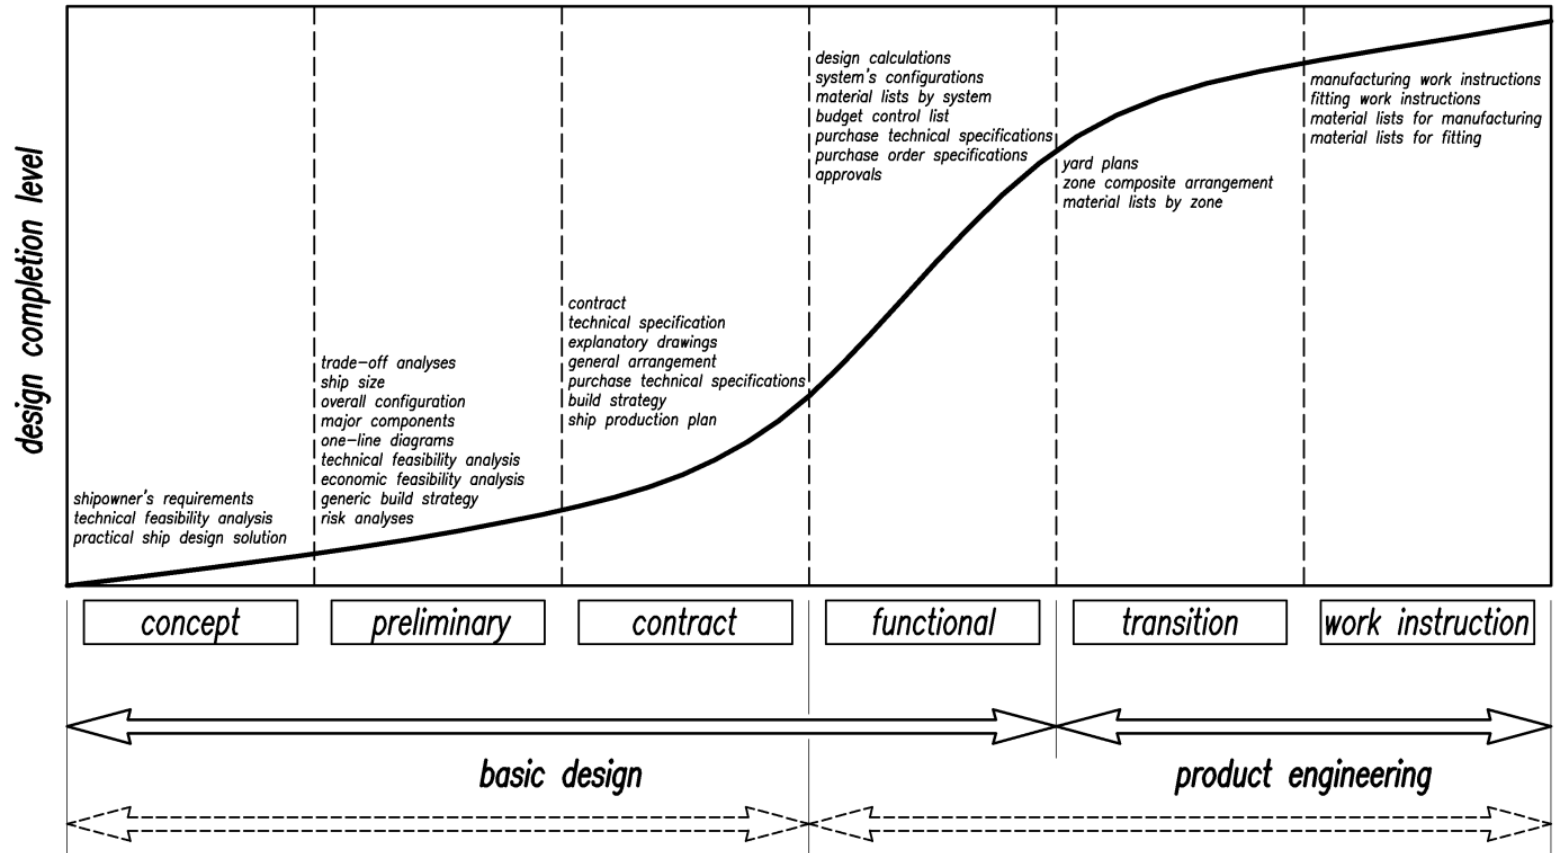 design completion level
shipowner's requirements
technical feasibility analysis
practical ship design solution
trade-off analyses
ship size
overall configuration
major components
one-line diagrams
technical feasibility analysis
economic feasibility analysis
generic build strategy
risk analyses
contract
technical specification
explanatory drawings
general arrangement
purchase technical specifications
build strategy
ship production plan
design calculations
system's configurations
material lists by system
budget control list
purchase technical specifications
purchase order specifications
approvals
yard plans
zone composite arrangement
material lists by zone
manufacturing work instructions
fitting work instructions
material lists for manufacturing
material lists for fitting
concept
preliminary
contract
functional
transition
work instruction
basic design
product engineering